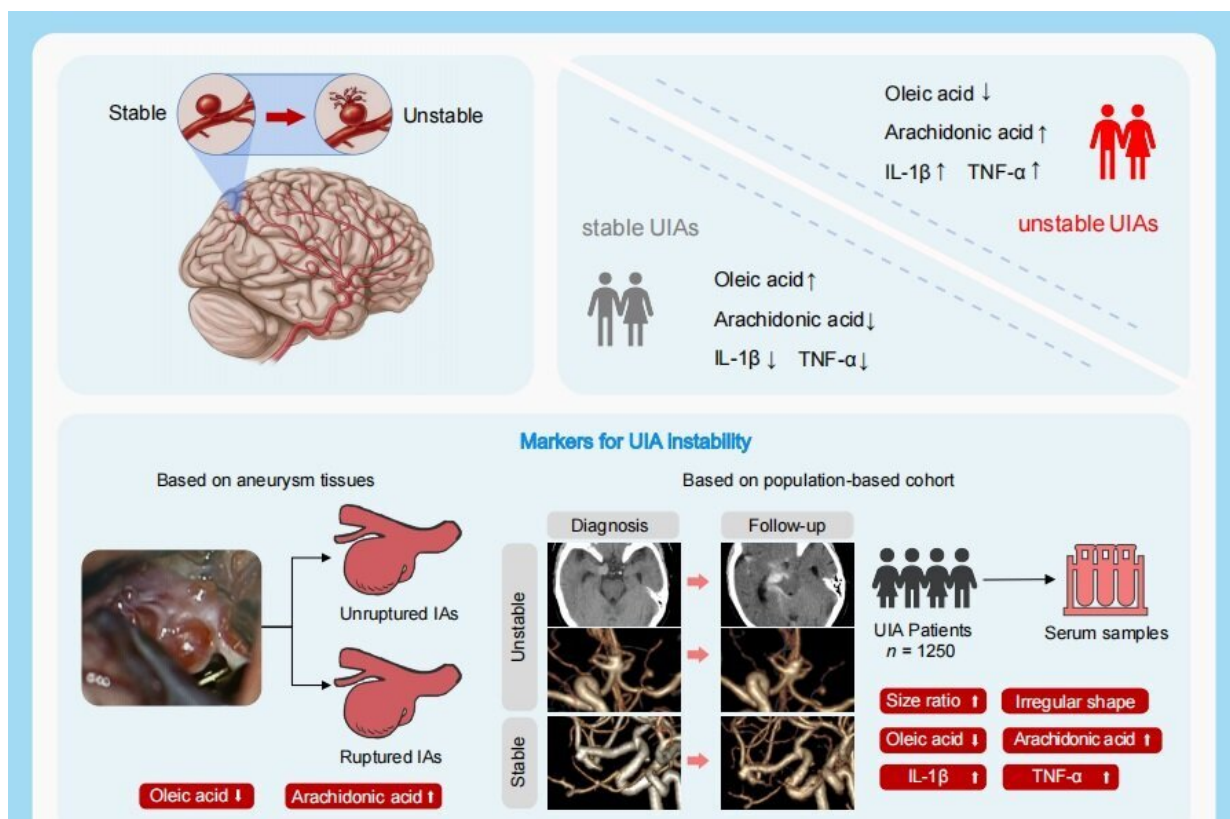 Stable
Unstable
Oleic acid ↓
Arachidonic acid ↑
IL-1β ↑ TNF-α ↑
unstable UIAs
stable UIAs
Oleic acid ↑
Arachidonic acid ↓
IL-1β ↓ TNF-α ↓
Markers for UIA instability
Based on aneurysm tissues
Unruptured IAs
Ruptured IAs
Oleic acid ⬇ Arachidonic acid ⬆
Based on population-based cohort
Diagnosis Follow-up
Unstable
Stable
UIA Patients
n = 1250
Serum samples
Size ratio ⬆ Irregular shape
Oleic acid ⬇ Arachidonic acid ⬆
IL-1β ⬆ TNF-α ⬆